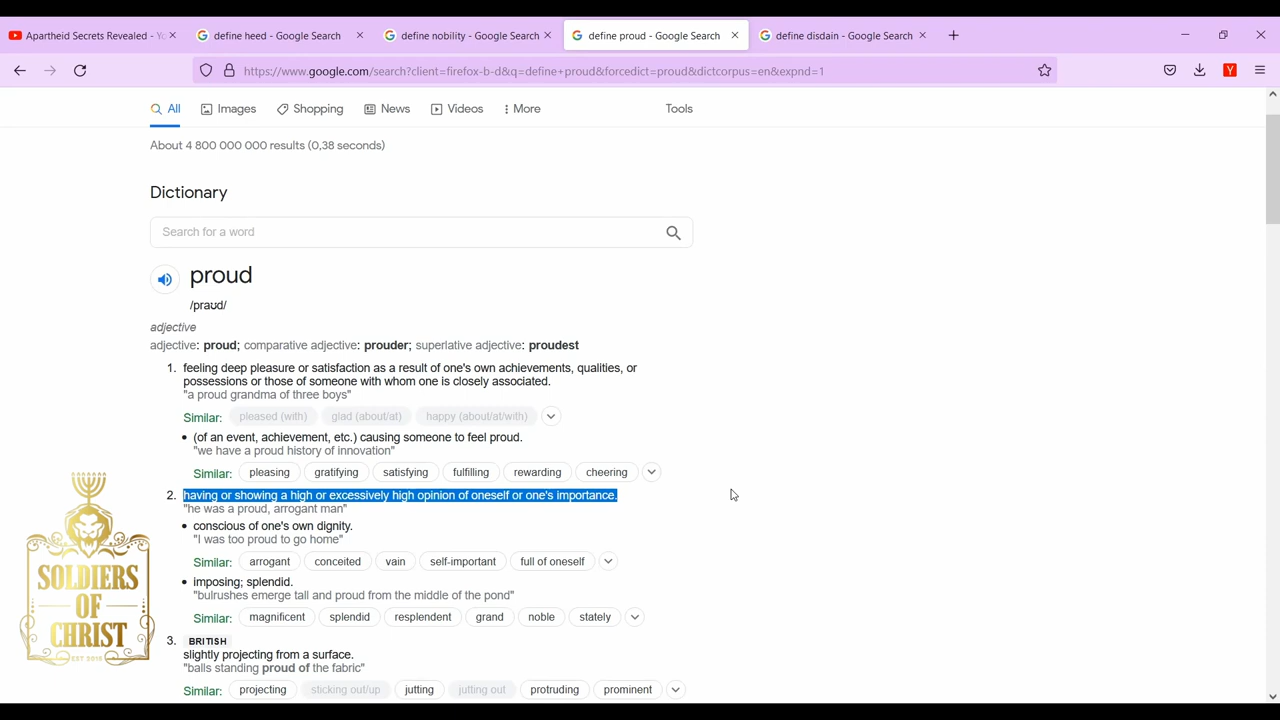 Apartheid Secrets Revealed - Yo
define heed - Google Search
define nobility - Google Search
define proud - Google Search
define disdain - Google Search
https://www.google.com/search?client=firefox-b-d&q=define+proud&forcedict=proud&dictcorpus=en&expnd=1
Y
All Images Shopping News Videos More Tools
About 4 800 000 000 results (0,38 seconds)
Dictionary
Search for a word
proud
/praʊd/
adjective
adjective: proud; comparative adjective: prouder; superlative adjective: proudest
1. feeling deep pleasure or satisfaction as a result of one's own achievements, qualities, or
possessions or those of someone with whom one is closely associated.
"a proud grandma of three boys"
Similar: pleased (with) glad (about/at) happy (about/at/with)
• (of an event, achievement, etc.) causing someone to feel proud.
"we have a proud history of innovation"
Similar: pleasing gratifying satisfying fulfilling rewarding cheering
2. having or showing a high or excessively high opinion of oneself or one's importance.
"he was a proud, arrogant man"
• conscious of one's own dignity.
"I was too proud to go home"
Similar: arrogant conceited vain self-important full of oneself
• imposing; splendid.
"bulrushes emerge tall and proud from the middle of the pond"
Similar: magnificent splendid resplendent grand noble stately
3. BRITISH
slightly projecting from a surface.
"balls standing proud of the fabric"
Similar: projecting sticking out/up jutting jutting out protruding prominent
SOLDIERS
OF
CHRIST